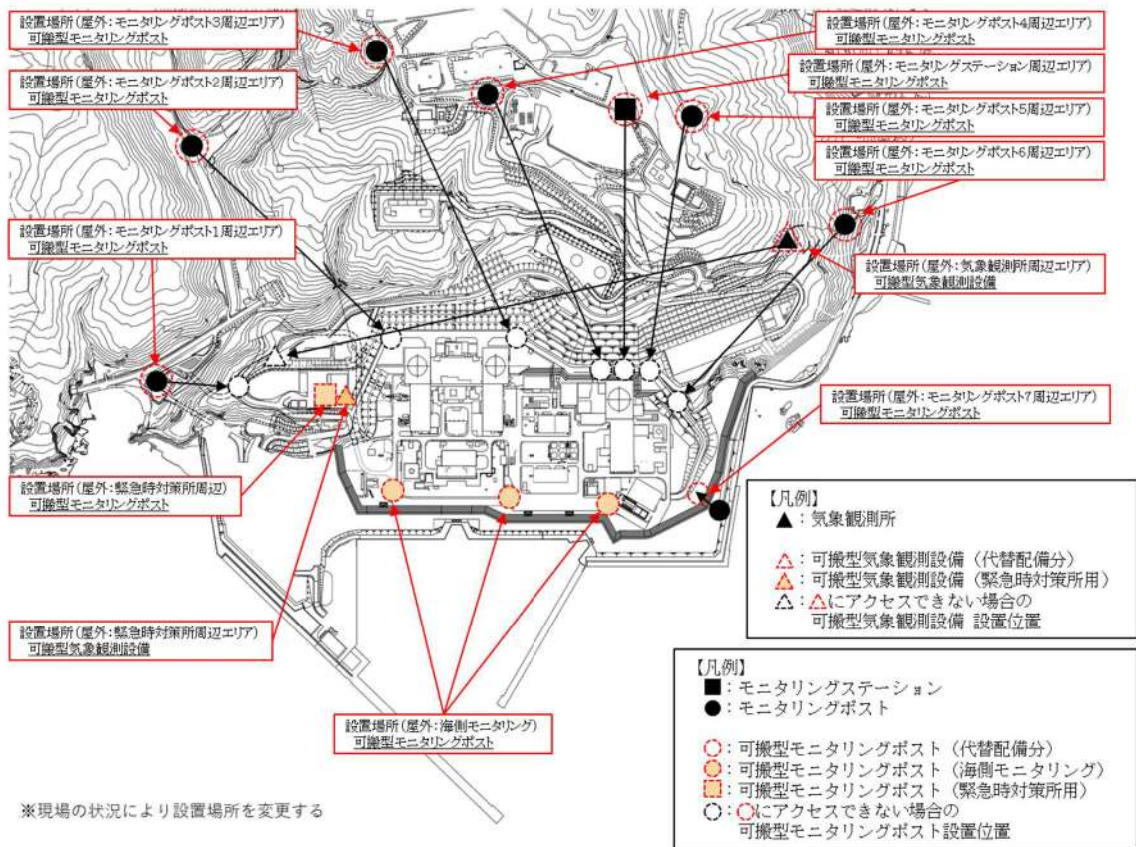 設置場所(屋外:モニタリングポスト3周辺エリア)
可搬型モニタリングポスト
設置場所(屋外:モニタリングポスト2周辺エリア)
可搬型モニタリングポスト
設置場所(屋外:モニタリングポスト4周辺エリア)
可搬型モニタリングポスト
設置場所(屋外:モニタリングステーション周辺エリア)
可搬型モニタリングポスト
設置場所(屋外:モニタリングポスト5周辺エリア)
可搬型モニタリングポスト
設置場所(屋外:モニタリングポスト6周辺エリア)
可搬型モニタリングポスト
設置場所(屋外:モニタリングポスト1周辺エリア)
可搬型モニタリングポスト
設置場所(屋外:気象観測所周辺エリア)
可搬型気象観測設備
設置場所(屋外:モニタリングポスト7周辺エリア)
可搬型モニタリングポスト
設置場所(屋外:緊急時対策所周辺)
可搬型モニタリングポスト
設置場所(屋外:緊急時対策所周辺エリア)
可搬型気象観測設備
設置場所(屋外:海側モニタリング)
可搬型モニタリングポスト
【凡例】
▲:気象観測所
△:可搬型気象観測設備(代替配備分)
▲:可搬型気象観測設備(緊急時対策所用)
△:△にアクセスできない場合の
可搬型気象観測設備 設置位置
【凡例】
■:モニタリングステーション
●:モニタリングポスト
○:可搬型モニタリングポスト(代替配備分)
●:可搬型モニタリングポスト(海側モニタリング)
■:可搬型モニタリングポスト(緊急時対策所用)
○:○にアクセスできない場合の
可搬型モニタリングポスト設置位置
※現場の状況により設置場所を変更する